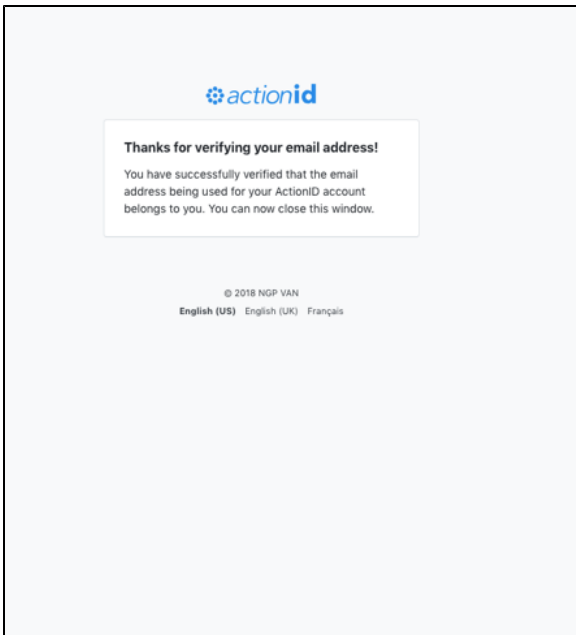 actionid
Thanks for verifying your email address!
You have successfully verified that the email
address being used for your ActionID account
belongs to you. You can now close this window.
© 2018 NGP VAN
English (US) English (UK) Français